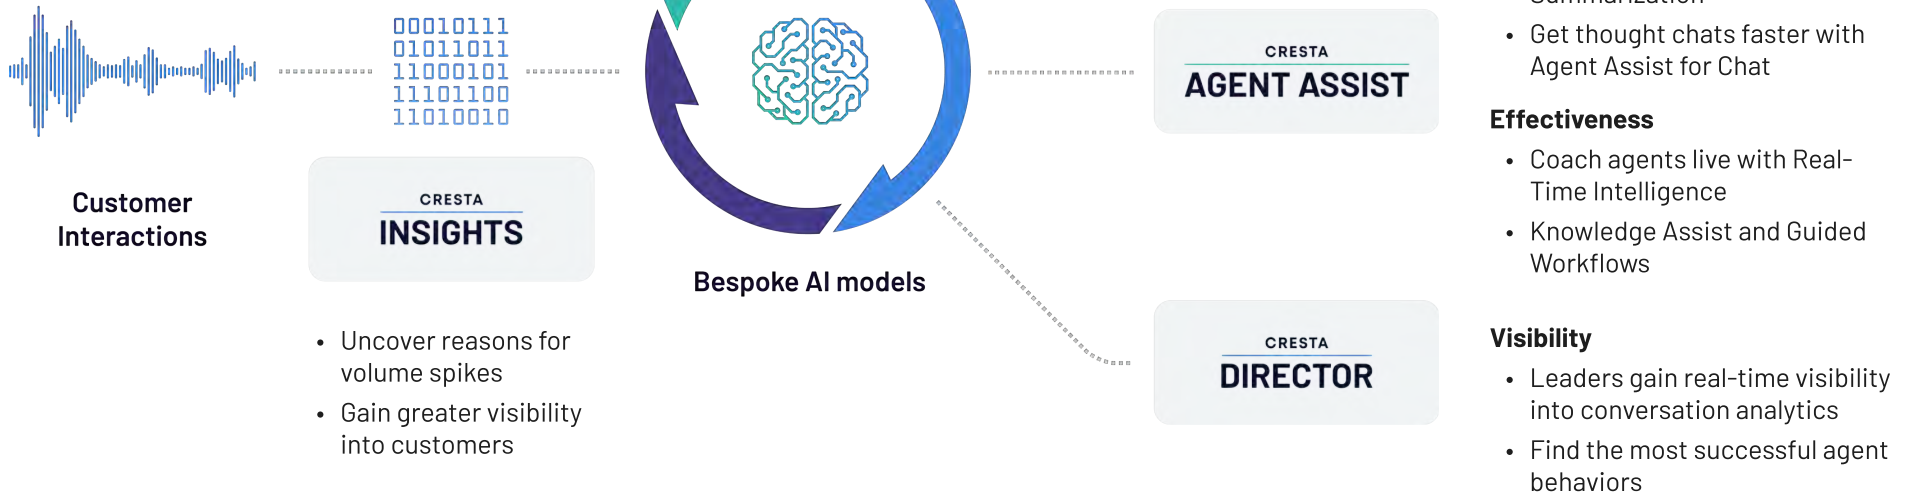 00010111
01011011
11000101
11101100
11010010
Customer
Interactions
CRESTA
INSIGHTS
• Uncover reasons for
volume spikes
• Gain greater visibility
into customers
Bespoke AI models
CRESTA
AGENT ASSIST
CRESTA
DIRECTOR
Summarization
• Get thought chats faster with
Agent Assist for Chat
Effectiveness
• Coach agents live with Real-
Time Intelligence
• Knowledge Assist and Guided
Workflows
Visibility
• Leaders gain real-time visibility
into conversation analytics
• Find the most successful agent
behaviors